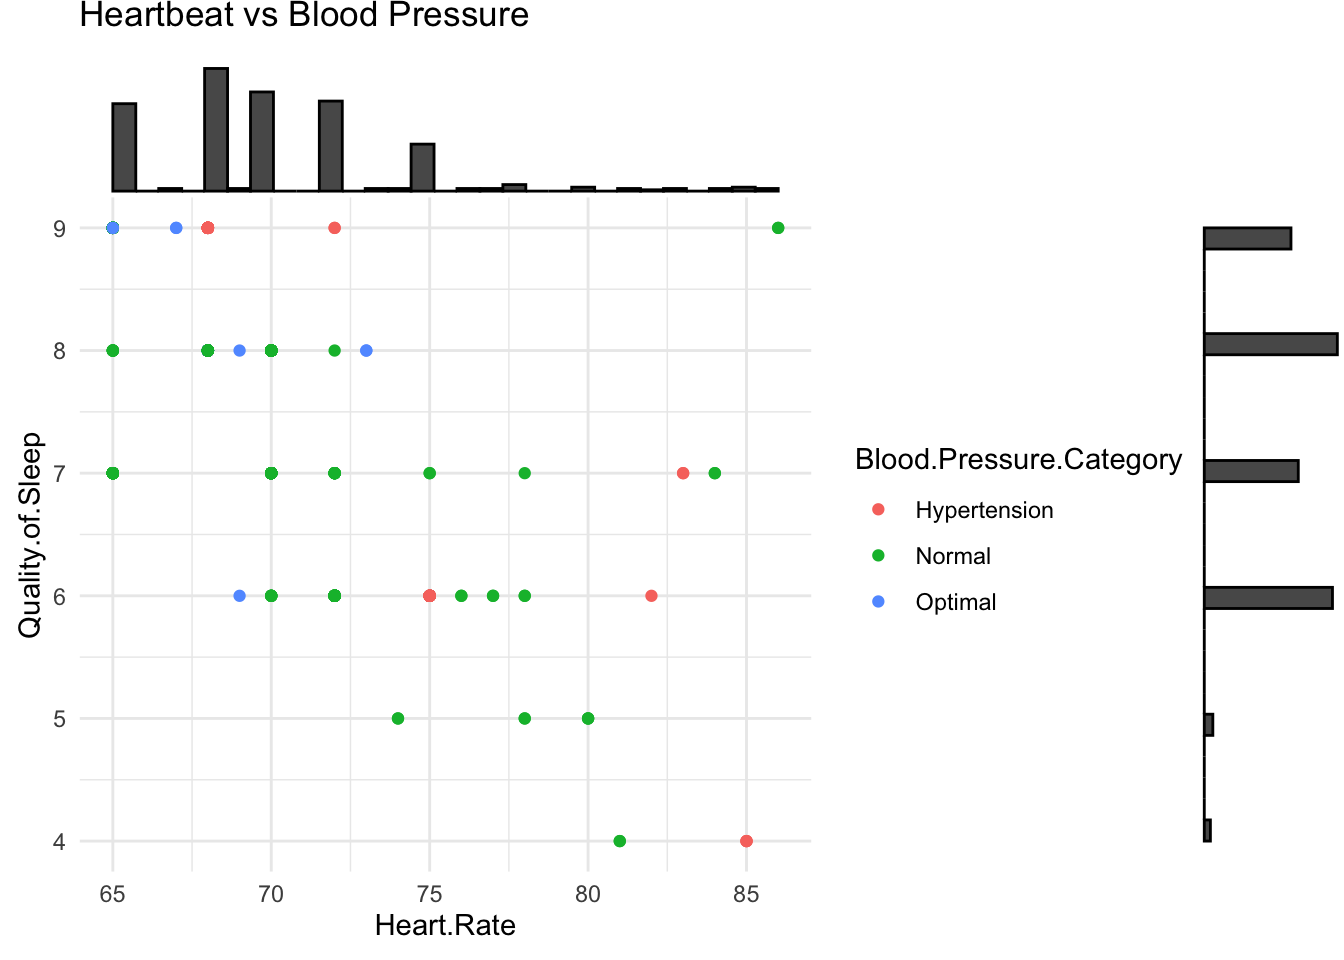 Heartbeat vs Blood Pressure
9
8
7
6
5
4
Quality.of.Sleep
65 70 75 80 85
Heart.Rate
Blood.Pressure.Category
Hypertension
Normal
Optimal